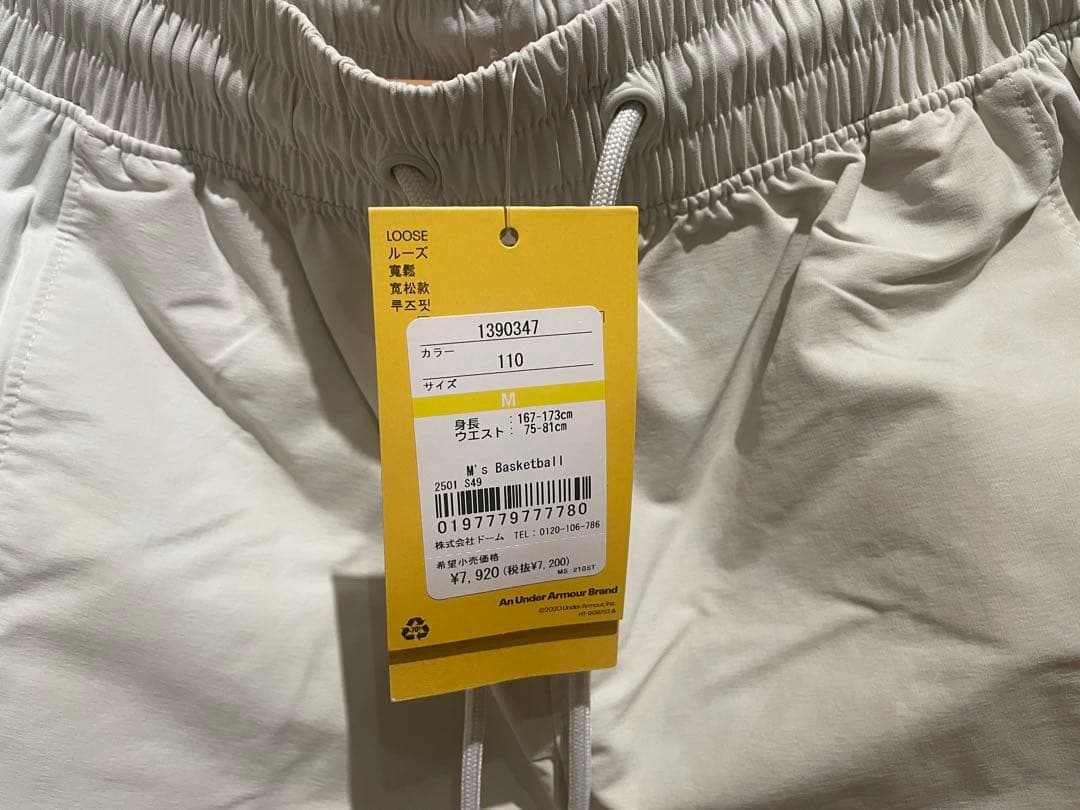 LOOSE
ルーズ
寬鬆
宽松款
루즈핏
1390347
カラー
110
サイズ
M
身長 : 167-173cm
ウエスト : 75-81cm
M's Basketball
2501 S49
0197779777780
株式会社ドーム TEL : 0120-106-786
希望小売価格
¥7,920 (税抜¥7,200)
MS-210ST
An Under Armour Brand
©2020 Under Armour, Inc.